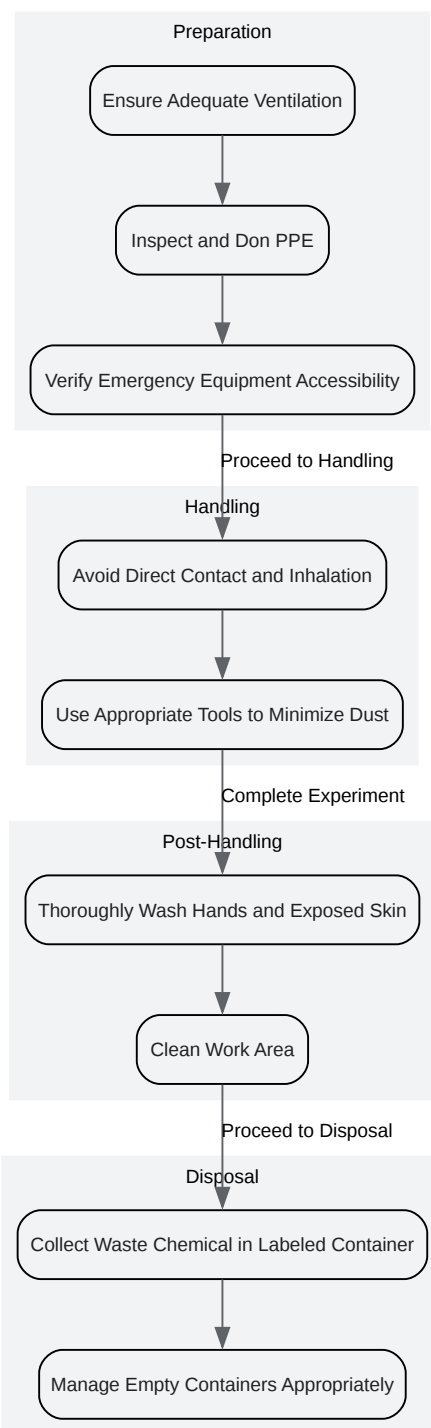 Preparation
Ensure Adequate Ventilation
Inspect and Don PPE
Verify Emergency Equipment Accessibility
Proceed to Handling
Handling
Avoid Direct Contact and Inhalation
Use Appropriate Tools to Minimize Dust
Complete Experiment
Post-Handling
Thoroughly Wash Hands and Exposed Skin
Clean Work Area
Proceed to Disposal
Disposal
Collect Waste Chemical in Labeled Container
Manage Empty Containers Appropriately